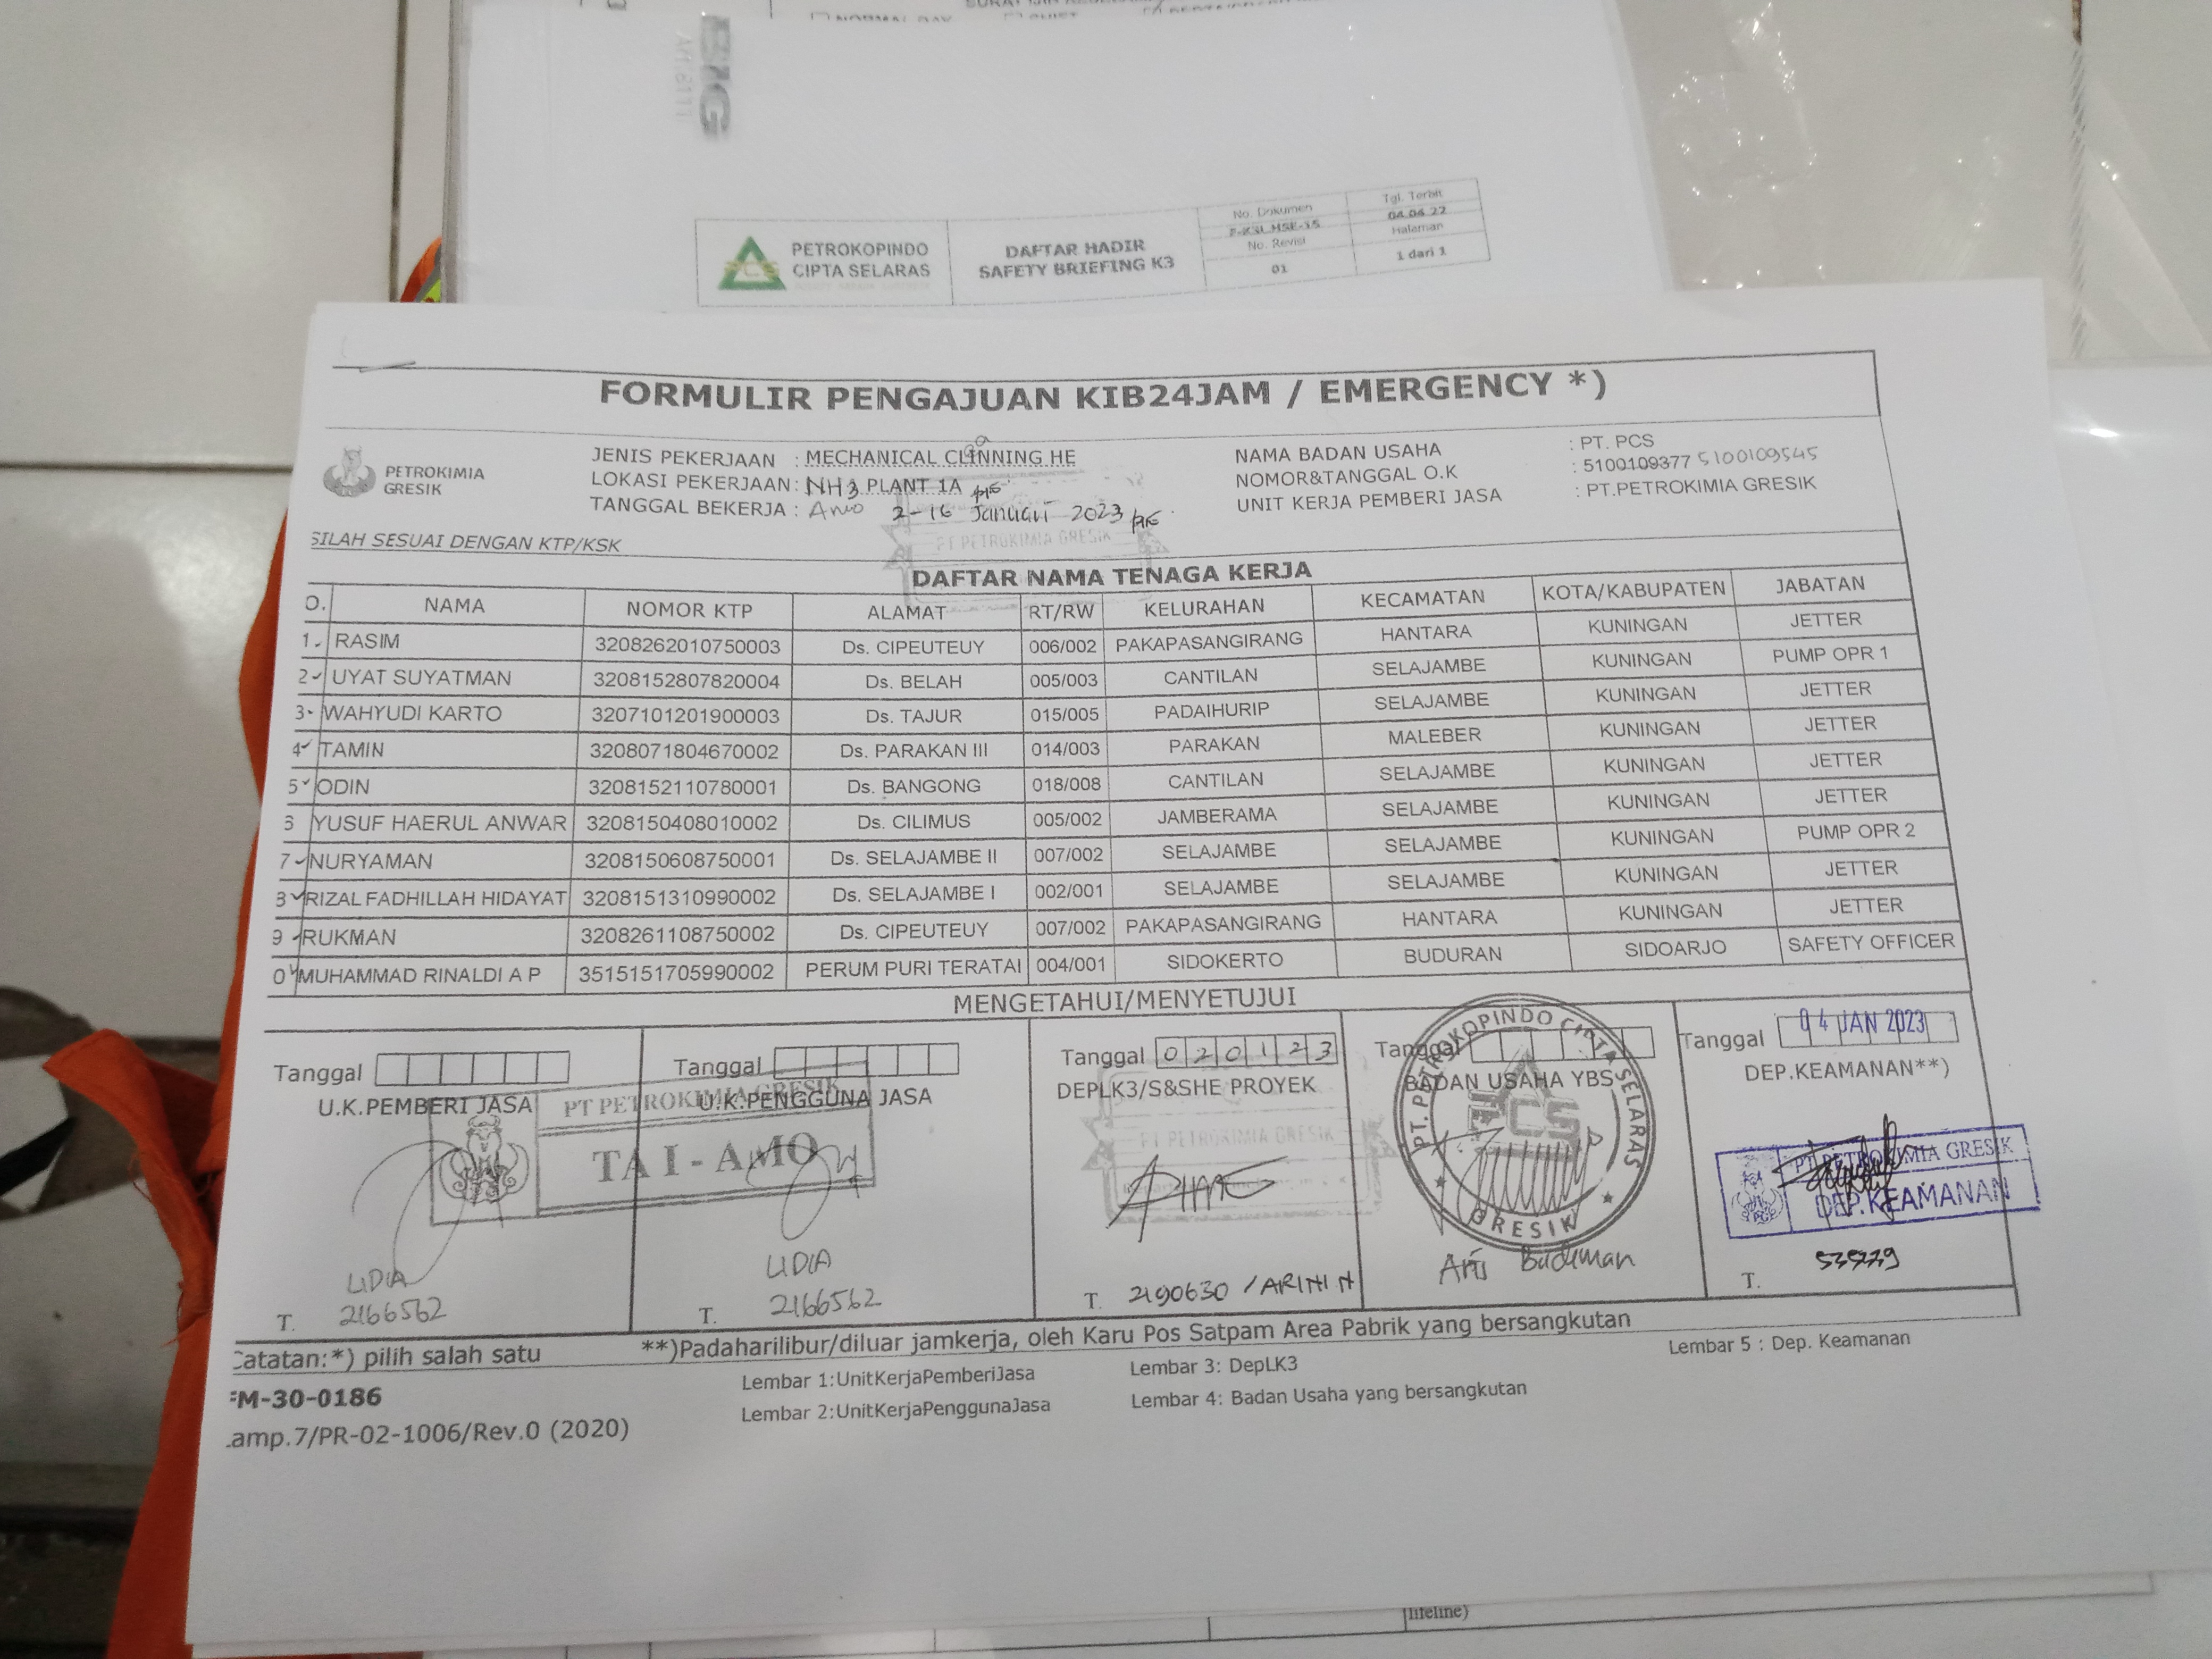 BMG
PETROKOPINDO
CIPTA SELARAS
DAFTAR HADIR
SAFETY BRIEFING K3
No. Dokumen
No. Revisi
01
Tgl. Terbit
04.04.22
Halaman
1 dari 1
FORMULIR PENGAJUAN KIB24JAM / EMERGENCY *)
PETROKIMIA
GRESIK
JENIS PEKERJAAN : MECHANICAL CLINNING HE
LOKASI PEKERJAAN: NH3 PLANT 1A
TANGGAL BEKERJA : 2-16 Januari 2023
NAMA BADAN USAHA : PT. PCS
NOMOR&TANGGAL O.K : 5100109377 5100109545
UNIT KERJA PEMBERI JASA : PT.PETROKIMIA GRESIK
PT PETROKIMIA GRESIK
SILAH SESUAI DENGAN KTP/KSK
DAFTAR NAMA TENAGA KERJA
O. NAMA NOMOR KTP ALAMAT RT/RW KELURAHAN KECAMATAN KOTA/KABUPATEN JABATAN
1 RASIM 3208262010750003 Ds. CIPEUTEUY 006/002 PAKAPASANGIRANG HANTARA KUNINGAN JETTER
2 UYAT SUYATMAN 3208152807820004 Ds. BELAH 005/003 CANTILAN SELAJAMBE KUNINGAN PUMP OPR 1
3 WAHYUDI KARTO 3207101201900003 Ds. TAJUR 015/005 PADAIHURIP SELAJAMBE KUNINGAN JETTER
4 TAMIN 3208071804670002 Ds. PARAKAN III 014/003 PARAKAN MALEBER KUNINGAN JETTER
5 ODIN 3208152110780001 Ds. BANGONG 018/008 CANTILAN SELAJAMBE KUNINGAN JETTER
6 YUSUF HAERUL ANWAR 3208150408010002 Ds. CILIMUS 005/002 JAMBERAMA SELAJAMBE KUNINGAN JETTER
7 NURYAMAN 3208150608750001 Ds. SELAJAMBE II 007/002 SELAJAMBE SELAJAMBE KUNINGAN PUMP OPR 2
8 RIZAL FADHILLAH HIDAYAT 3208151310990002 Ds. SELAJAMBE I 002/001 SELAJAMBE SELAJAMBE KUNINGAN JETTER
9 RUKMAN 3208261108750002 Ds. CIPEUTEUY 007/002 PAKAPASANGIRANG HANTARA KUNINGAN JETTER
0 MUHAMMAD RINALDI A P 3515151705990002 PERUM PURI TERATAI 004/001 SIDOKERTO BUDURAN SIDOARJO SAFETY OFFICER
MENGETAHUI/MENYETUJUI
Tanggal
U.K.PEMBERI JASA
LIDIA
T. 2166562
Tanggal
U.K.PENGGUNA JASA
PT PETROKIMIA GRESIK
TA I - AMO
LIDIA
T. 2166562
Tanggal 020123
DEPLK3/S&SHE PROYEK
PT PETROKIMIA GRESIK
T. 2190630 / ARINI N
Tanggal
BADAN USAHA YBS
PT. PETROKOPINDO CIPTA SELARAS
PCS
GRESIK
Aris Budiman
Tanggal 04 JAN 2023
DEP.KEAMANAN**)
PT PETROKIMIA GRESIK
DEP.KEAMANAN
T.
Catatan:*) pilih salah satu
**)Padaharilibur/diluar jamkerja, oleh Karu Pos Satpam Area Pabrik yang bersangkutan
FM-30-0186
Lamp.7/PR-02-1006/Rev.0 (2020)
Lembar 1:UnitKerjaPemberiJasa
Lembar 2:UnitKerjaPenggunaJasa
Lembar 3: DepLK3
Lembar 4: Badan Usaha yang bersangkutan
Lembar 5 : Dep. Keamanan
lifeline)